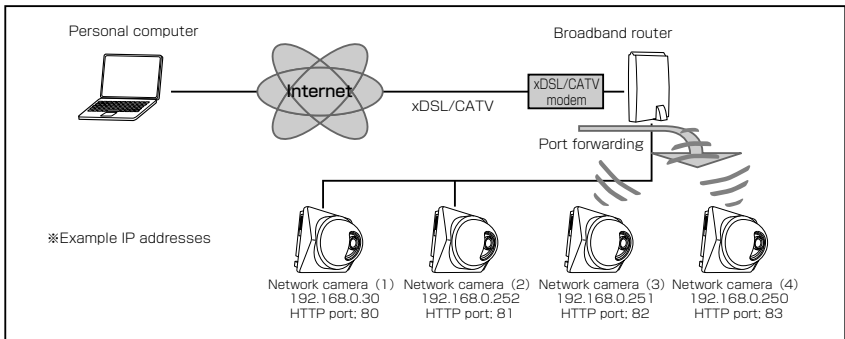 Personal computer
Broadband router
Internet
xDSL/CATV
xDSL/CATV
modem
Port forwarding
※Example IP addresses
Network camera（1）
192.168.0.30
HTTP port; 80
Network camera（2）
192.168.0.252
HTTP port; 81
Network camera（3）
192.168.0.251
HTTP port; 82
Network camera（4）
192.168.0.250
HTTP port; 83